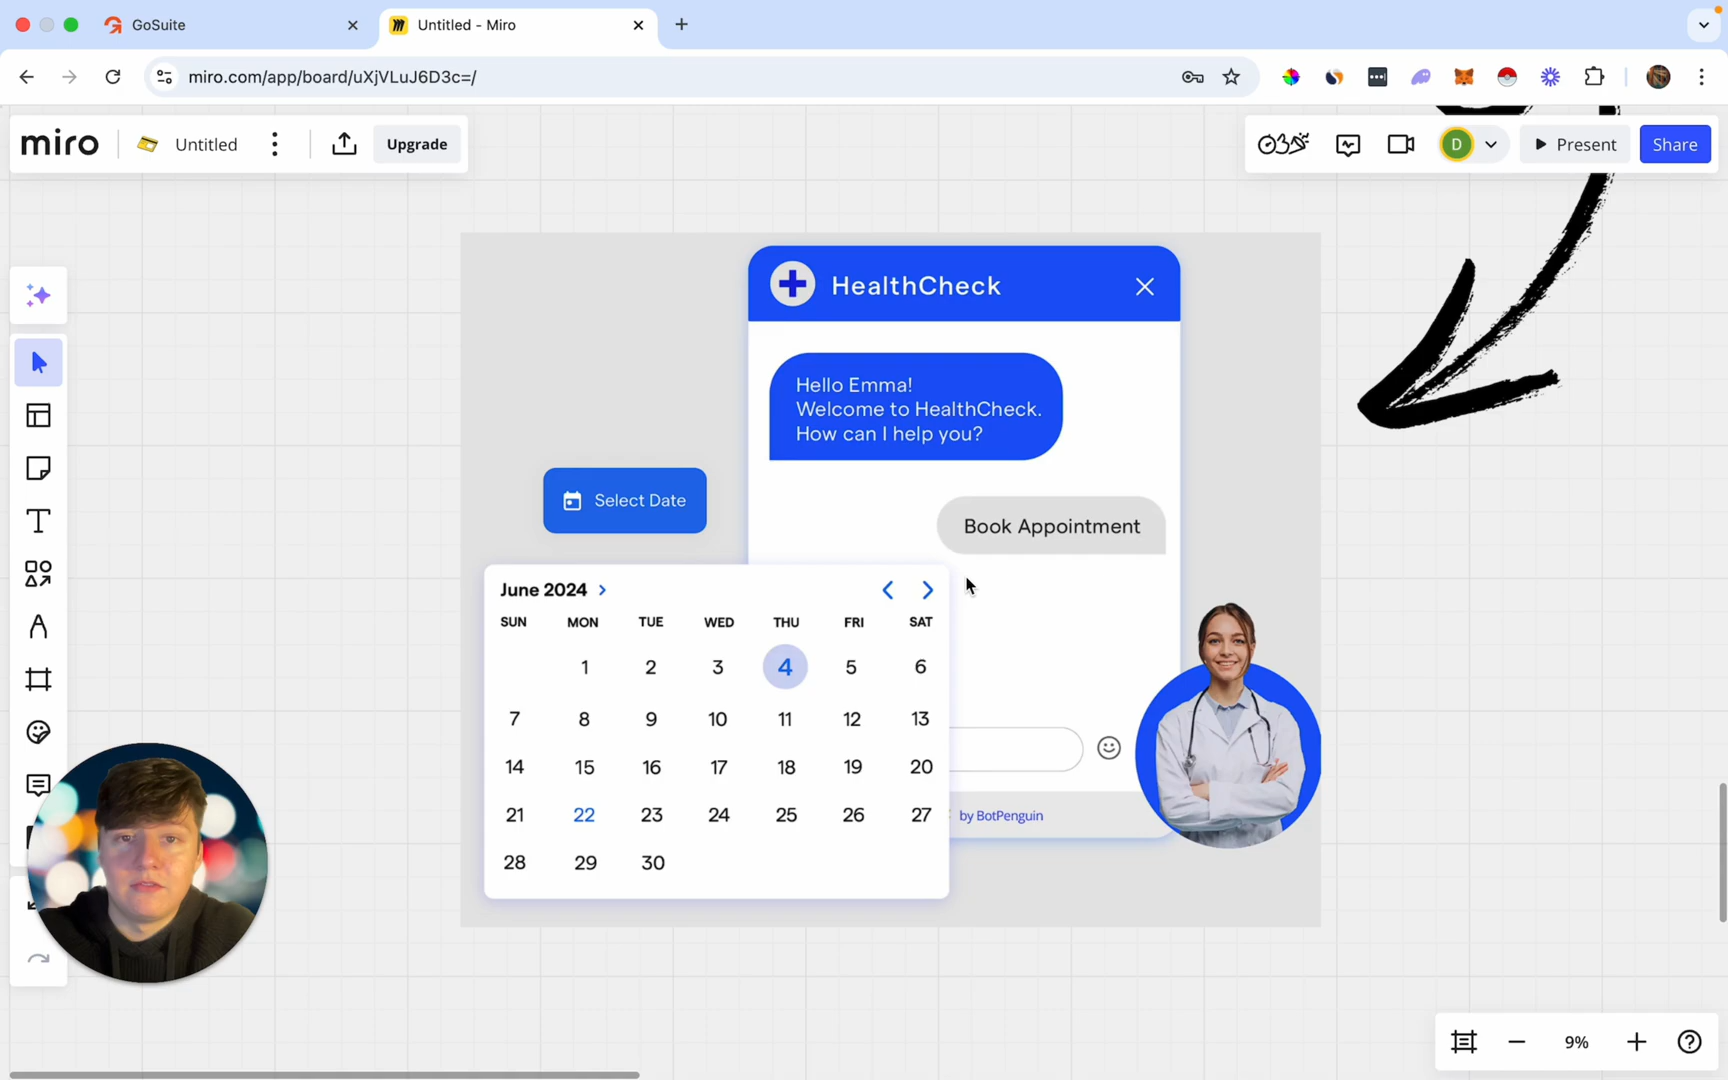 GoSuite
Untitled - Miro
miro.com/app/board/uXjVLuJ6D3c=/
miro
Untitled
Upgrade
D
Present
Share
HealthCheck
Hello Emma!
Welcome to HealthCheck.
How can I help you?
Select Date
Book Appointment
June 2024
SUN MON TUE WED THU FRI SAT
1 2 3 4 5 6
7 8 9 10 11 12 13
14 15 16 17 18 19 20
21 22 23 24 25 26 27
28 29 30
by BotPenguin
9%